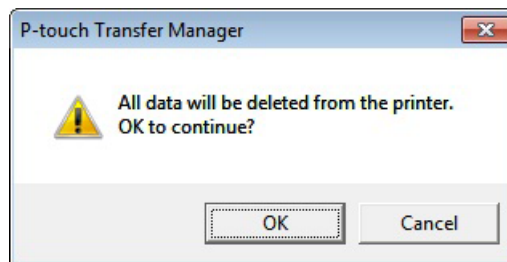 P-touch Transfer Manager
All data will be deleted from the printer.
OK to continue?
OK
Cancel